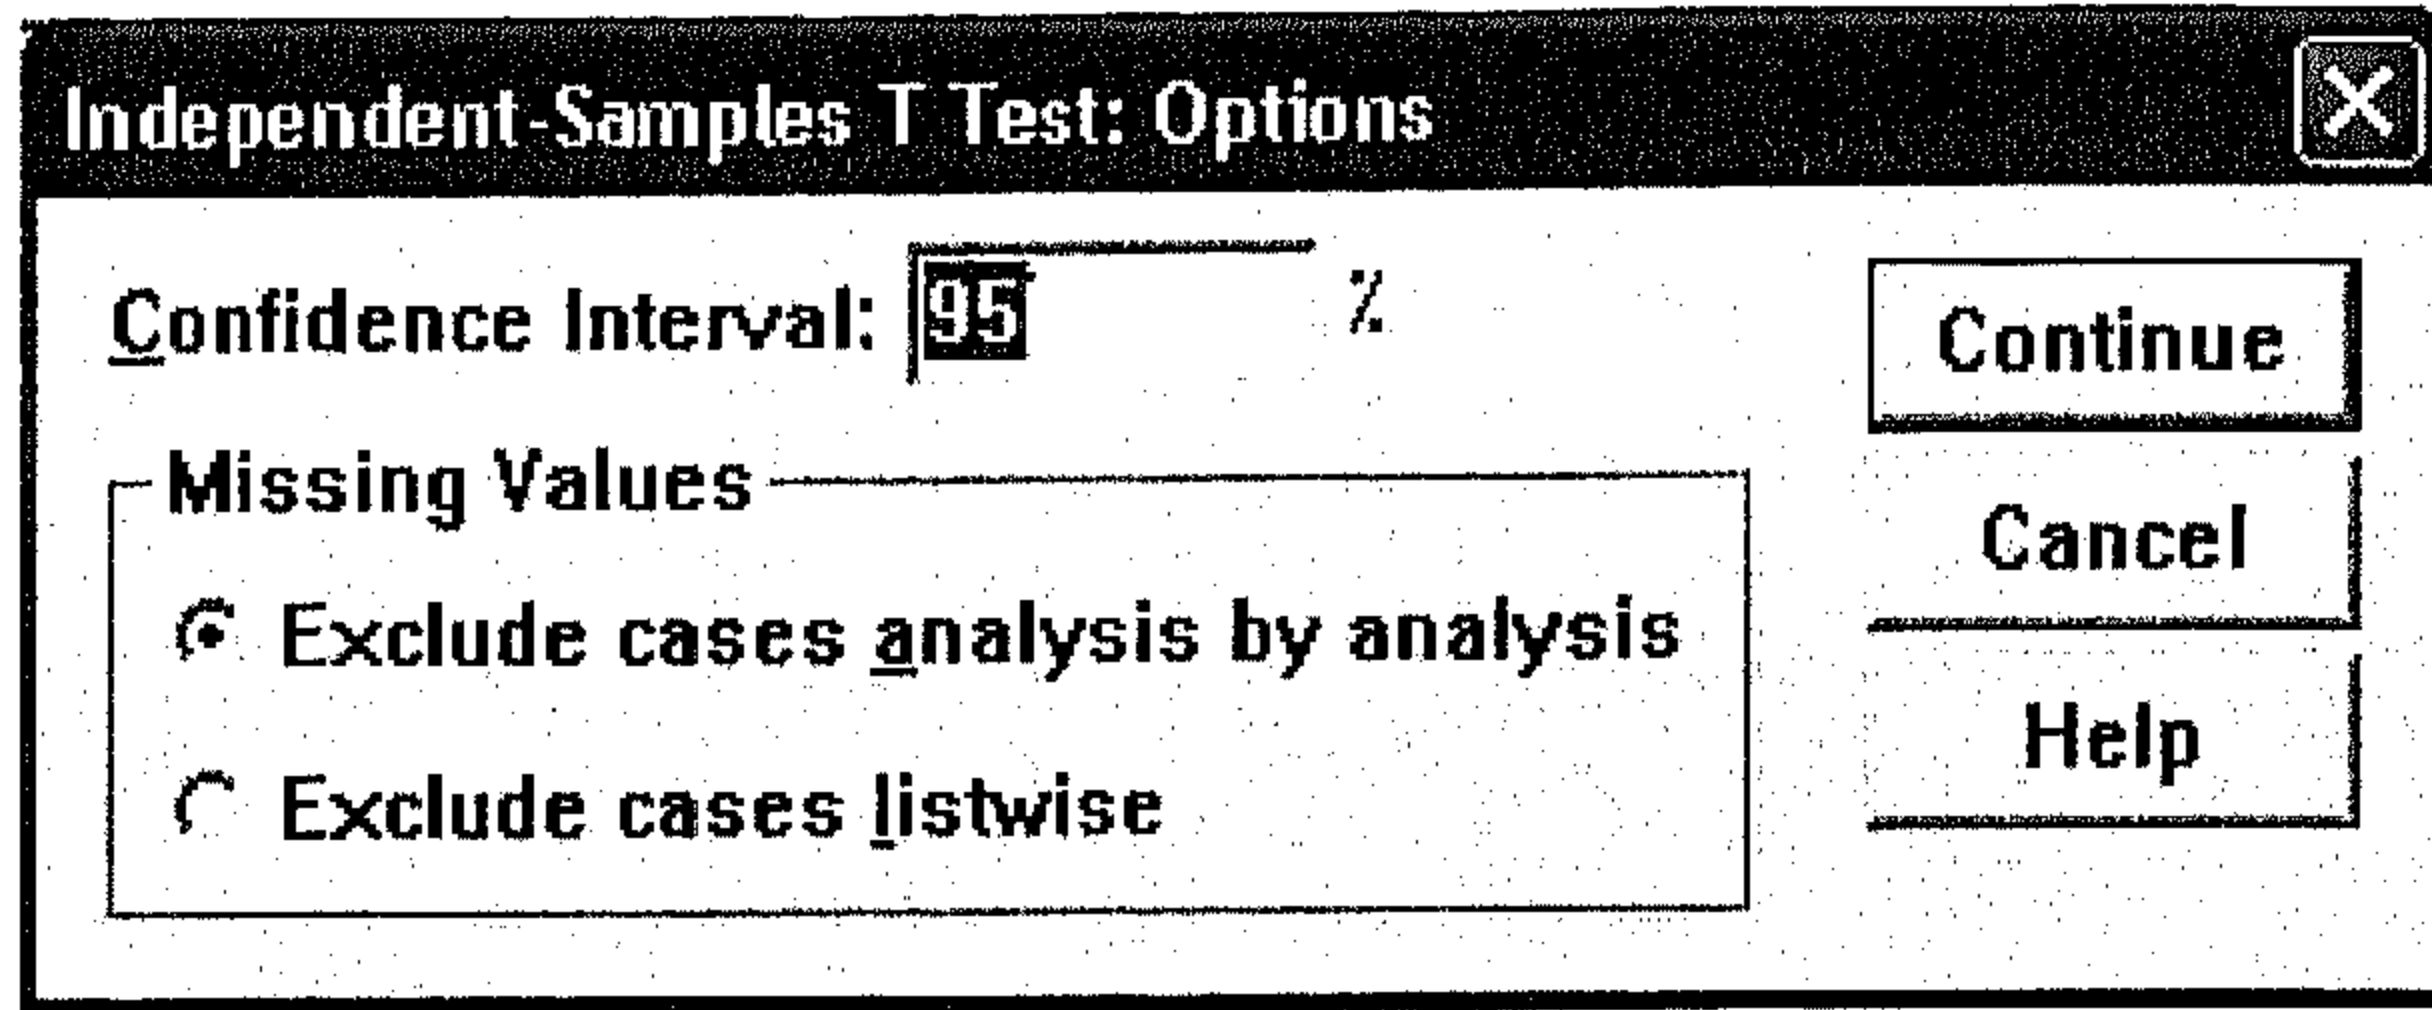 Independent-Samples T Test: Options
Confidence Interval: 95 %
Missing Values
Exclude cases analysis by analysis
Exclude cases listwise
Continue
Cancel
Help